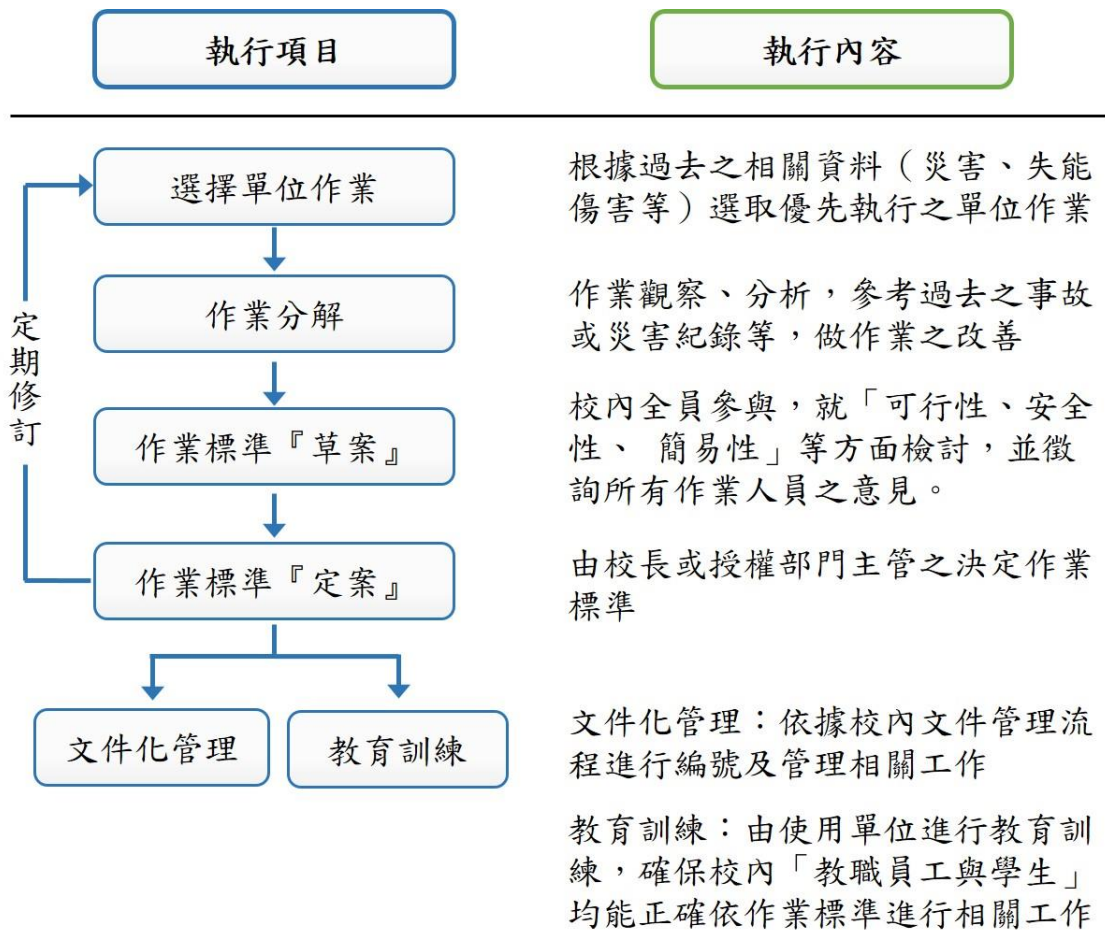 執行項目
執行內容
選擇單位作業
根據過去之相關資料（災害、失能
傷害等）選取優先執行之單位作業
作業分解
作業觀察、分析，參考過去之事故
或災害紀錄等，做作業之改善
定期修訂
作業標準『草案』
校內全員參與，就「可行性、安全
性、 簡易性」等方面檢討，並徵
詢所有作業人員之意見。
作業標準『定案』
由校長或授權部門主管之決定作業
標準
文件化管理
教育訓練
文件化管理：依據校內文件管理流
程進行編號及管理相關工作
教育訓練：由使用單位進行教育訓
練，確保校內「教職員工與學生」
均能正確依作業標準進行相關工作